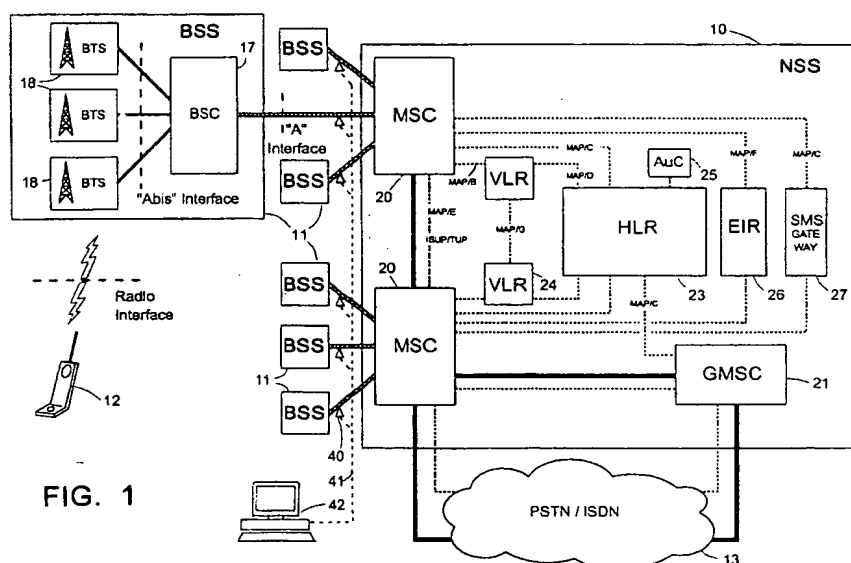 BSS
17
BTS
18
BTS
BSC
18
BTS
"Abis" Interface
BSS
"A"
Interface
BSS
11
BSS
BSS
11
BSS
Radio
Interface
12
40
41
42
FIG. 1
10
NSS
MSC
20
MAP/C
MAP/F
MAP/C
MAP/B
VLR
MAP/D
AuC
25
MAP/E
ISUP/TUP
MAP/G
HLR
EIR
SMS
GATE
WAY
20
VLR
24
MAP/C
23
26
27
MSC
GMSC
21
PSTN / ISDN
13